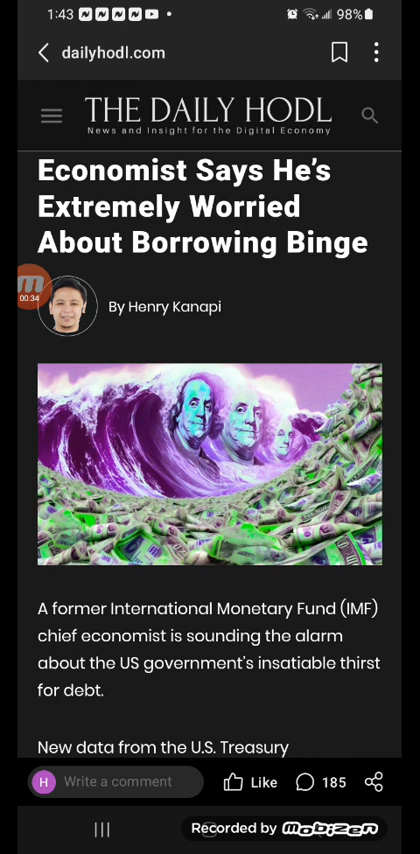 1:43 98%
dailyhodl.com
THE DAILY HODL
News and Insight for the Digital Economy
Economist Says He's
Extremely Worried
About Borrowing Binge
00:34
By Henry Kanapi
A former International Monetary Fund (IMF)
chief economist is sounding the alarm
about the US government's insatiable thirst
for debt.
New data from the U.S. Treasury
H Write a comment Like 185
Recorded by mobizen